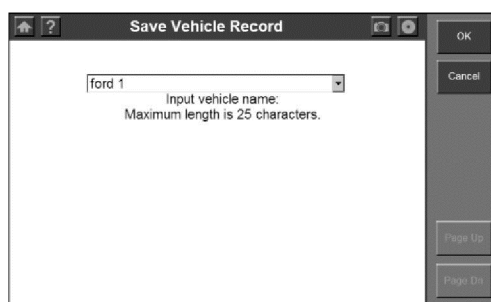 ?
Save Vehicle Record
OK
Cancel
ford 1
Input vehicle name:
Maximum length is 25 characters.
Page Up
Page Dn